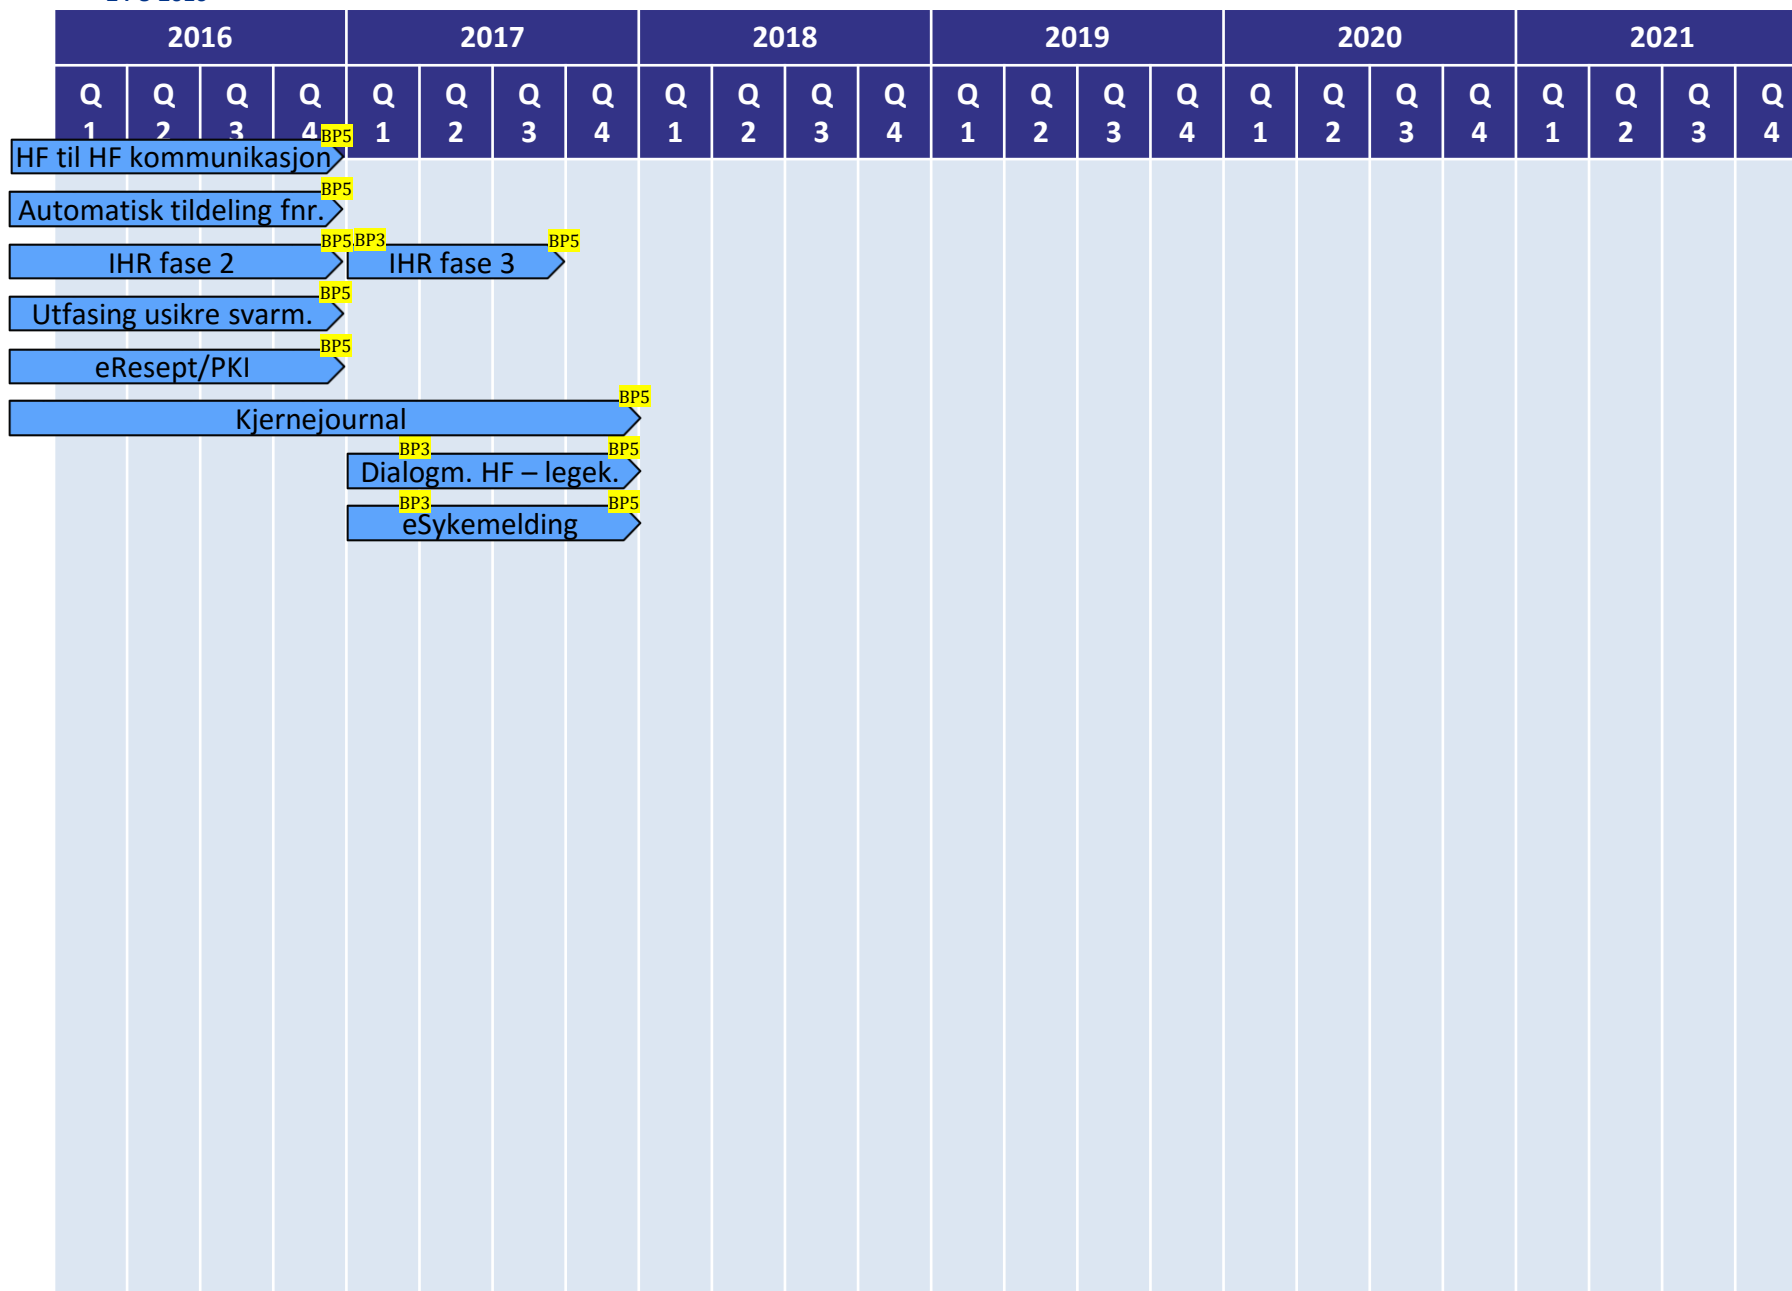 2016 2017 2018 2019 2020 2021
Q Q Q Q Q Q Q Q Q Q Q Q Q Q Q Q Q Q Q Q Q Q Q Q
1 2 3 4 1 2 3 4 1 2 3 4 1 2 3 4 1 2 3 4 1 2 3 4
BP5
HF til HF kommunikasjon
BP5
Automatisk tildeling fnr.
BP5 BP3 BP5
IHR fase 2 IHR fase 3
BP5
Utfasing usikre svarm.
BP5
eResept/PKI
BP5
Kjernejournal
BP3 BP5
Dialogm. HF – legek.
BP3 BP5
eSykemelding